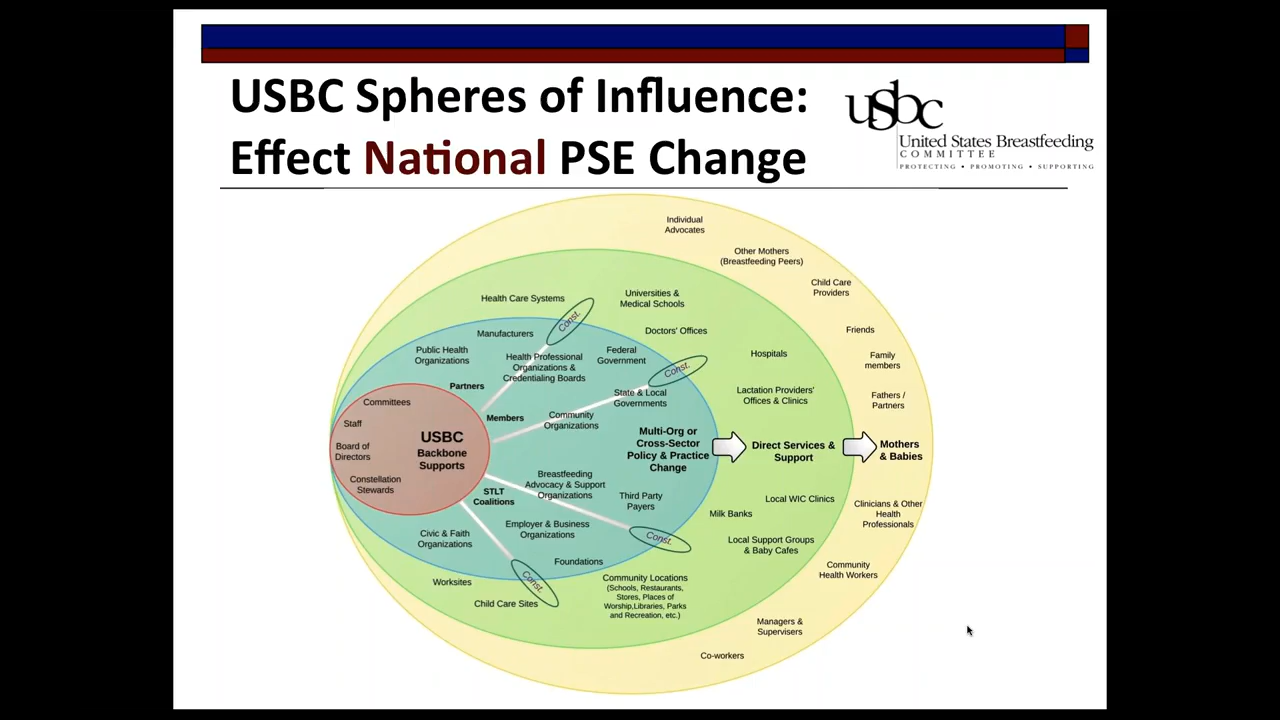 USBC Spheres of Influence:
Effect National PSE Change
usbc
United States Breastfeeding
COMMITTEE
PROTECTING • PROMOTING • SUPPORTING
Individual
Advocates
Other Mothers
(Breastfeeding Peers)
Child Care
Providers
Friends
Family
members
Fathers /
Partners
Mothers
& Babies
Clinicians & Other
Health
Professionals
Community
Health Workers
Managers &
Supervisors
Co-workers
Health Care Systems
Universities &
Medical Schools
Doctors' Offices
Hospitals
Lactation Providers'
Offices & Clinics
Direct Services &
Support
Local WIC Clinics
Milk Banks
Local Support Groups
& Baby Cafes
Community Locations
(Schools, Restaurants,
Stores, Places of
Worship,Libraries, Parks
and Recreation, etc.)
Child Care Sites
Worksites
Manufacturers
Const.
Public Health
Organizations
Health Professional
Organizations &
Credentialing Boards
Federal
Government
Const.
Partners
State & Local
Governments
Members
Community
Organizations
Multi-Org or
Cross-Sector
Policy & Practice
Change
Breastfeeding
Advocacy & Support
Organizations
STLT
Coalitions
Third Party
Payers
Const.
Civic & Faith
Organizations
Employer & Business
Organizations
Foundations
Const.
Committees
Staff
Board of
Directors
Constellation
Stewards
USBC
Backbone
Supports